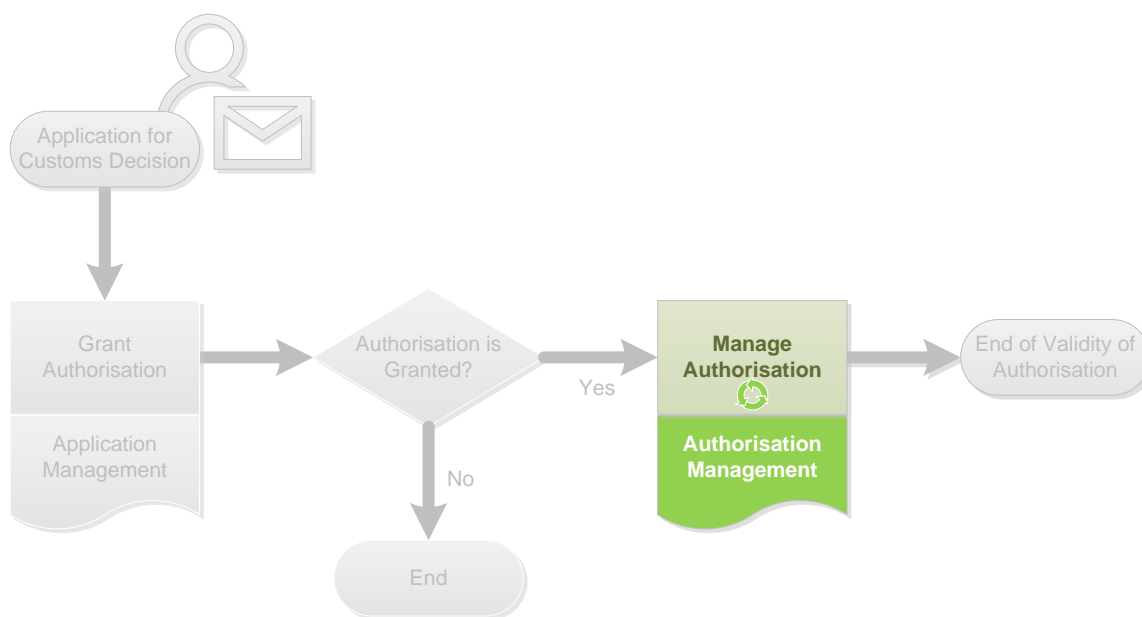 Application for
Customs Decision
Grant
Authorisation
Application
Management
Authorisation is
Granted?
Yes
No
End
Manage
Authorisation
Authorisation
Management
End of Validity of
Authorisation